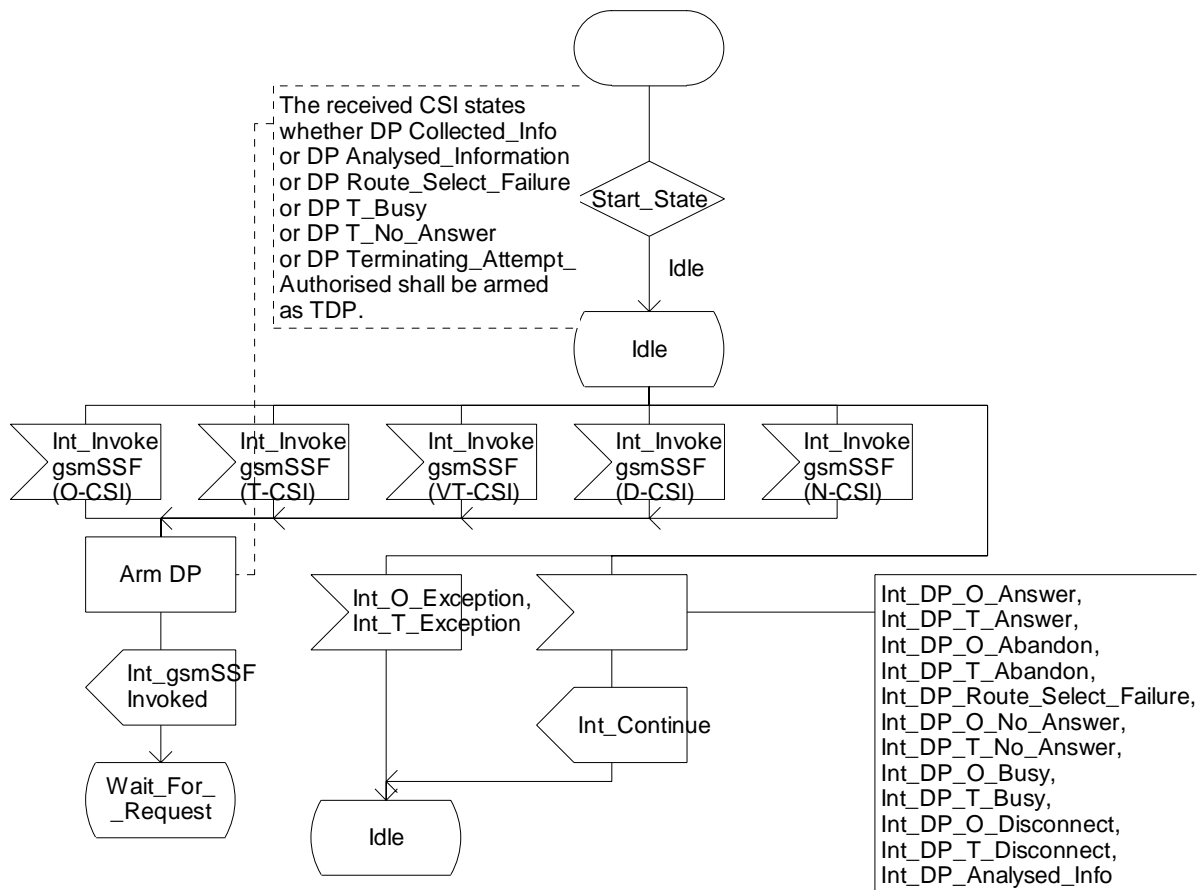 The received CSI states
whether DP Collected_Info
or DP Analysed_Information
or DP Route_Select_Failure
or DP T_Busy
or DP T_No_Answer
or DP Terminating_Attempt_
Authorised shall be armed
as TDP.
Start_State
Idle
Idle
Int_Invoke
gsmSSF
(O-CSI)
Int_Invoke
gsmSSF
(T-CSI)
Int_Invoke
gsmSSF
(VT-CSI)
Int_Invoke
gsmSSF
(D-CSI)
Int_Invoke
gsmSSF
(N-CSI)
Arm DP
Int_O_Exception,
Int_T_Exception
Int_DP_O_Answer,
Int_DP_T_Answer,
Int_DP_O_Abandon,
Int_DP_T_Abandon,
Int_DP_Route_Select_Failure,
Int_DP_O_No_Answer,
Int_DP_T_No_Answer,
Int_DP_O_Busy,
Int_DP_T_Busy,
Int_DP_O_Disconnect,
Int_DP_T_Disconnect,
Int_DP_Analysed_Info
Int_gsmSSF
Invoked
Int_Continue
Wait_For_
_Request
Idle